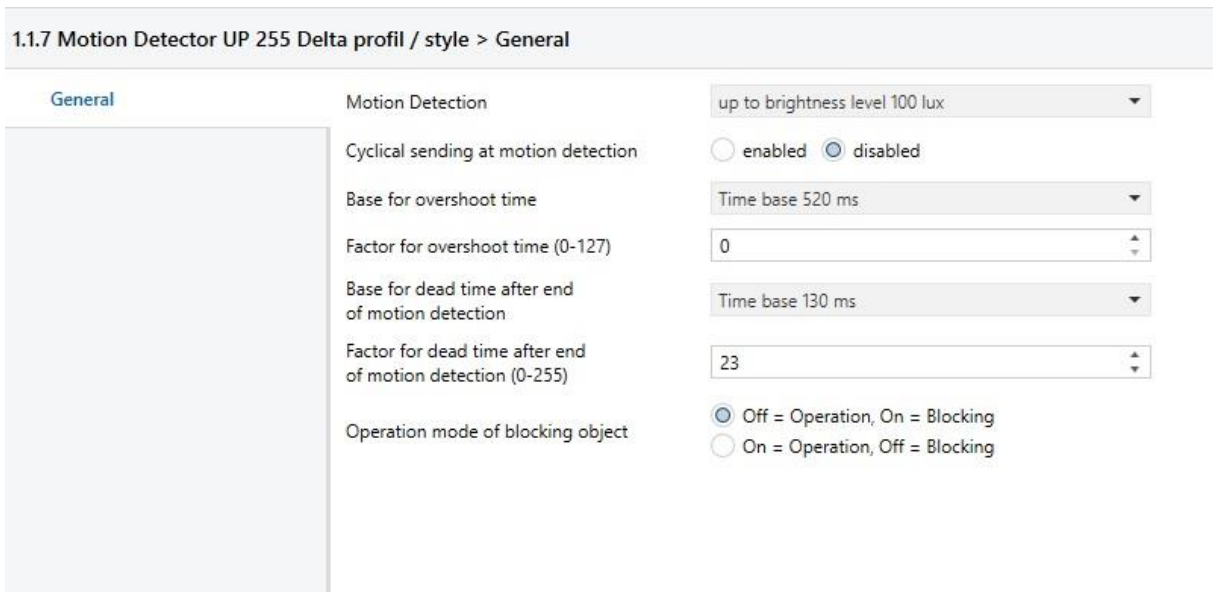 1.1.7 Motion Detector UP 255 Delta profil / style > General
General
Motion Detection
up to brightness level 100 lux
Cyclical sending at motion detection
enabled disabled
Base for overshoot time
Time base 520 ms
Factor for overshoot time (0-127)
0
Base for dead time after end
of motion detection
Time base 130 ms
Factor for dead time after end
of motion detection (0-255)
23
Operation mode of blocking object
Off = Operation, On = Blocking
On = Operation, Off = Blocking